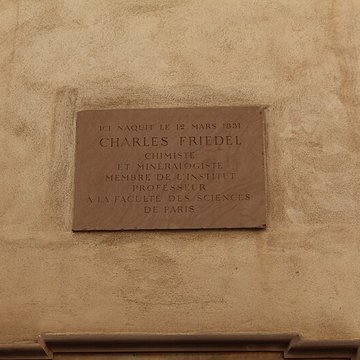 ICI NAQUIT LE 12 MARS 1831
CHARLES FRIEDEL
CHIMISTE
ET MINÉRALOGISTE
MEMBRE DE L'INSTITUT
PROFESSEUR
A LA FACULTÉ DES SCIENCES
DE PARIS